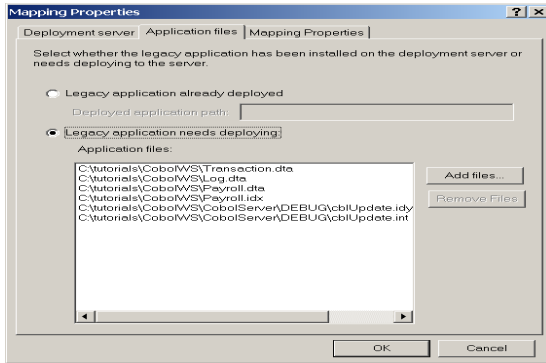 Mapping Properties
Deployment server Application files Mapping Properties
Select whether the legacy application has been installed on the deployment server or
needs deploying to the server.
Legacy application already deployed
Deployed application path:
Legacy application needs deploying:
Application files:
C:\tutorials\CobolWS\Transaction.dta
C:\tutorials\CobolWS\Log.dta
C:\tutorials\CobolWS\Payroll.dta
C:\tutorials\CobolWS\Payroll.idx
C:\tutorials\CobolWS\CobolServer\DEBUG\cblUpdate.idy
C:\tutorials\CobolWS\CobolServer\DEBUG\cblUpdate.int
Add files...
Remove Files
OK Cancel